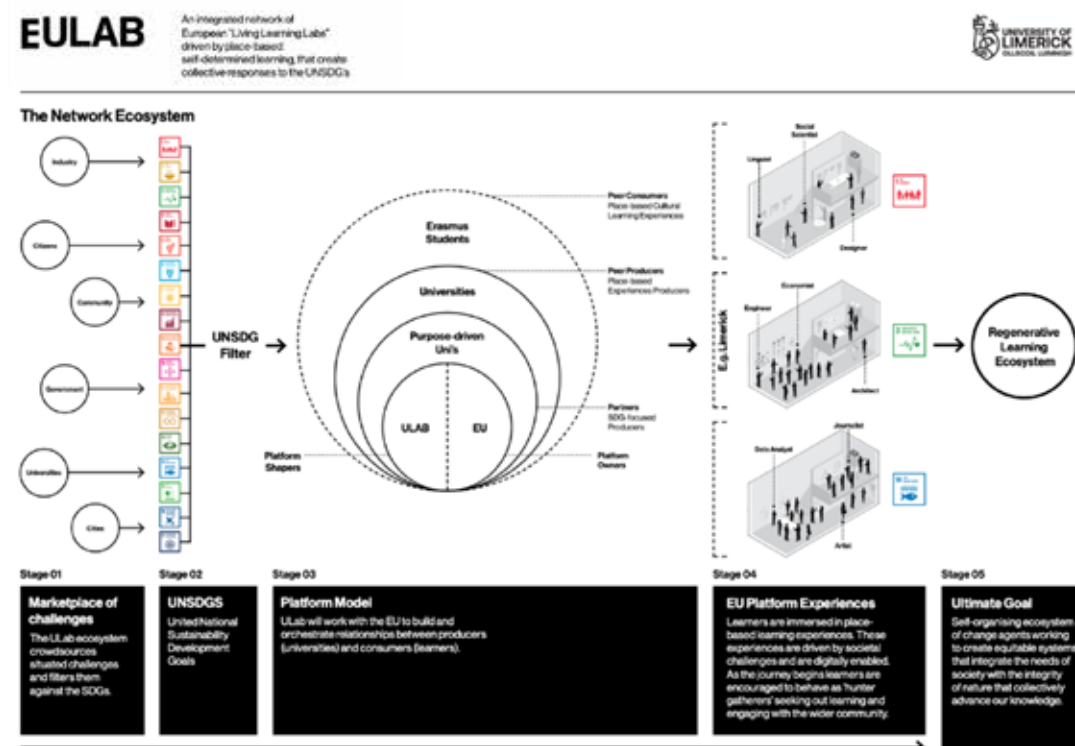 EULAB
An integrated network of
European "Living Learning Labs"
driven by place-based
self-determined learning, that create
collective responses to the UNSDG's
UNIVERSITY OF
LIMERICK
OLLSCOIL LUIMNIGH
The Network Ecosystem
Industry
Citizens
Community
Government
Universities
Cities
UNSDG
Filter
Erasmus
Students
Universities
Purpose-driven
Uni's
ULAB
EU
Platform
Shapers
Platform
Owners
Peer Consumers
Place-based Cultural
Learning Experiences
Peer Producers
Place-based
Experiences Producers
Partners
SDG-focused
Producers
E.g. Limerick
Social
Scientist
Linguist
Designer
Economist
Engineer
Architect
Journalist
Data Analyst
Artist
Regenerative
Learning
Ecosystem
Stage 01
Marketplace of
challenges
The ULab ecosystem
crowdsources
situated challenges
and filters them
against the SDGs.
Stage 02
UNSDGS
United National
Sustainability
Development
Goals
Stage 03
Platform Model
ULab will work with the EU to build and
orchestrate relationships between producers
(universities) and consumers (learners).
Stage 04
EU Platform Experiences
Learners are immersed in place-
based learning experiences. These
experiences are driven by societal
challenges and are digitally enabled.
As the journey begins learners are
encouraged to behave as 'hunter
gatherers' seeking out learning and
engaging with the wider community.
Stage 05
Ultimate Goal
Self-organising ecosystem
of change agents working
to create equitable systems
that integrate the needs of
society with the integrity
of nature that collectively
advance our knowledge.